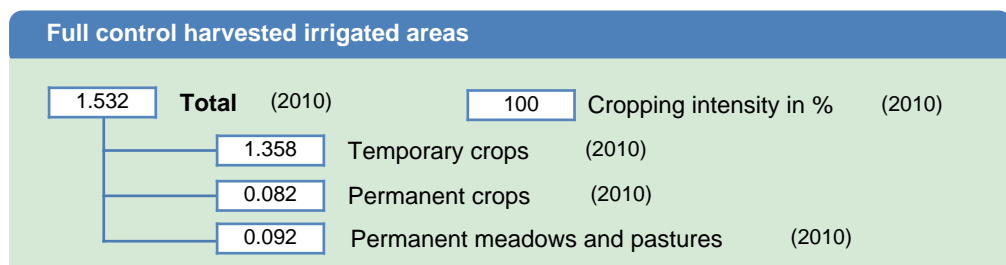 Full control harvested irrigated areas
1.532 Total (2010) 100 Cropping intensity in % (2010)
1.358 Temporary crops (2010)
0.082 Permanent crops (2010)
0.092 Permanent meadows and pastures (2010)